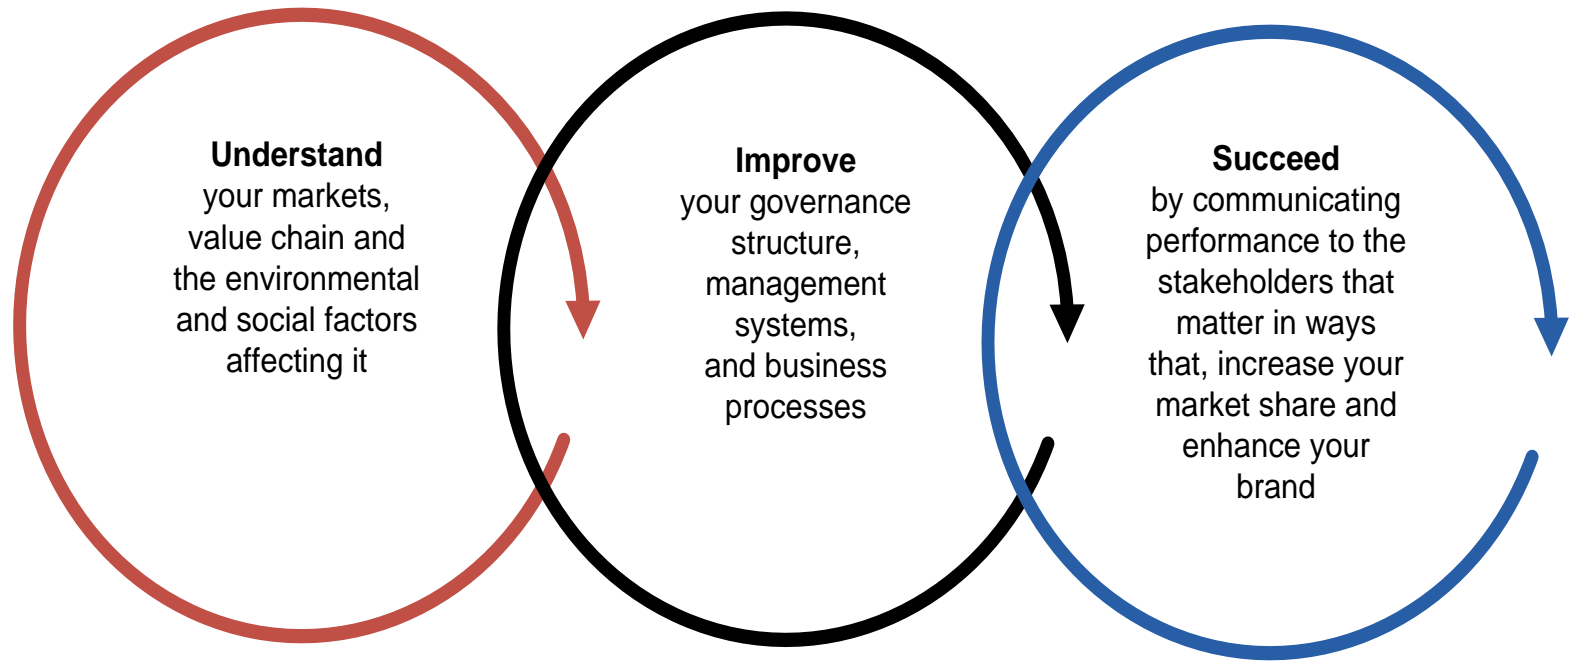 Understand
your markets,
value chain and
the environmental
and social factors
affecting it
Improve
your governance
structure,
management
systems,
and business
processes
Succeed
by communicating
performance to the
stakeholders that
matter in ways
that, increase your
market share and
enhance your
brand